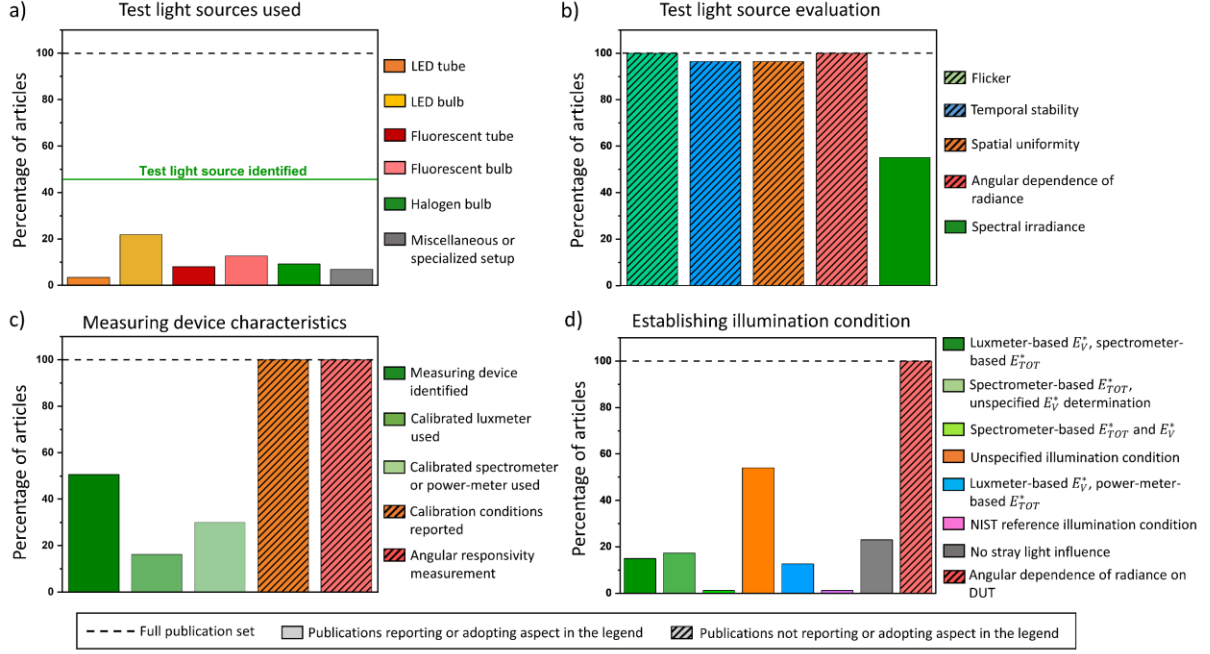 a)
Test light sources used
Percentage of articles
100
80
60
40
20
0
Test light source identified
LED tube
LED bulb
Fluorescent tube
Fluorescent bulb
Halogen bulb
Miscellaneous or
specialized setup
b)
Test light source evaluation
Percentage of articles
100
80
60
40
20
0
Flicker
Temporal stability
Spatial uniformity
Angular dependence of
radiance
Spectral irradiance
c)
Measuring device characteristics
Percentage of articles
100
80
60
40
20
0
Measuring device
identified
Calibrated luxmeter
used
Calibrated spectrometer
or power-meter used
Calibration conditions
reported
Angular responsivity
measurement
d)
Establishing illumination condition
Percentage of articles
100
80
60
40
20
0
Luxmeter-based E*V, spectrometer-
based E*TOT
Spectrometer-based E*TOT,
unspecified E*V determination
Spectrometer-based E*TOT and E*V
Unspecified illumination condition
Luxmeter-based E*V, power-meter-
based E*TOT
NIST reference illumination condition
No stray light influence
Angular dependence of radiance on
DUT
Full publication set
Publications reporting or adopting aspect in the legend
Publications not reporting or adopting aspect in the legend